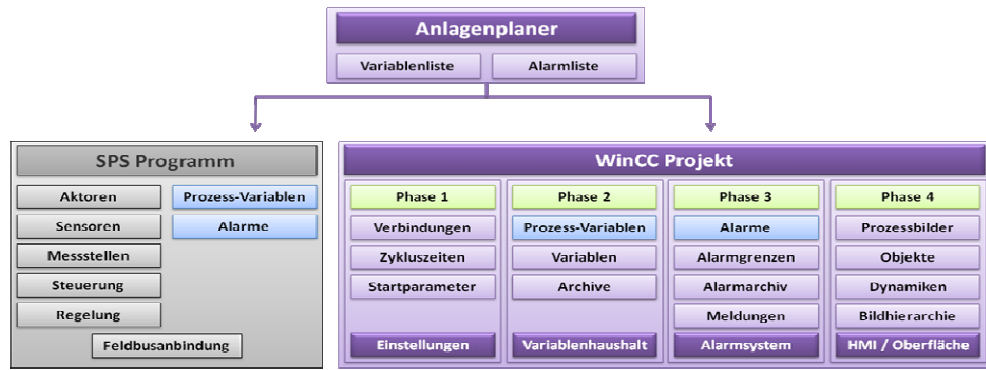 Anlagenplaner
Variablenliste Alarmliste
SPS Programm
Aktoren Prozess-Variablen
Sensoren Alarme
Messstellen
Steuerung
Regelung
Feldbusanbindung
WinCC Projekt
Phase 1 Phase 2 Phase 3 Phase 4
Verbindungen Prozess-Variablen Alarme Prozessbilder
Zykluszeiten Variablen Alarmgrenzen Objekte
Startparameter Archive Alarmarchiv Dynamiken
Meldungen Bildhierarchie
Einstellungen Variablenhaushalt Alarmsystem HMI / Oberfläche